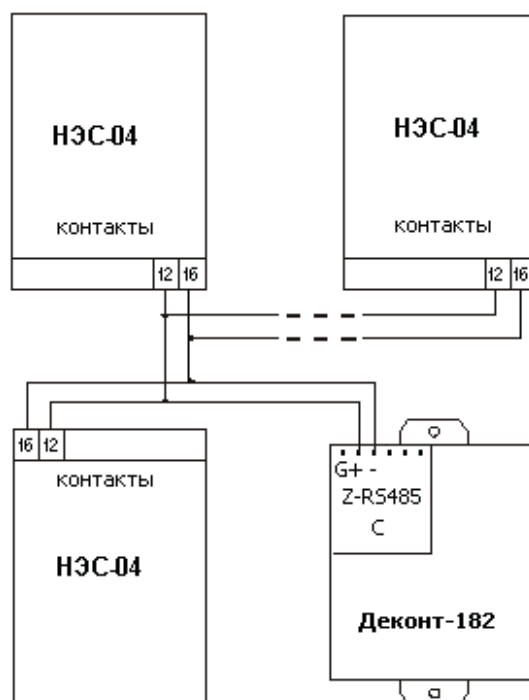 НЭС-04
контакты
12 16
НЭС-04
контакты
12 16
16 12
контакты
НЭС-04
G+ -
Z-RS485
C
Деконт-182